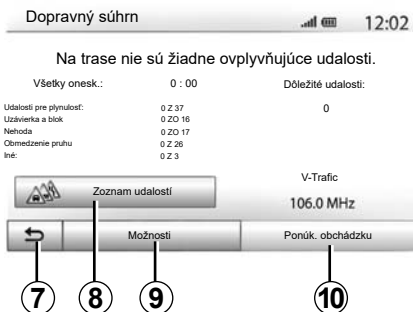 Dopravný súhrn 12:02
Na trase nie sú žiadne ovplyvňujúce udalosti.
Všetky onesk.: 0 : 00 Dôležité udalosti:
0
Udalosti pre plynulosť: 0 Z 37
Uzávierka a blok 0 ZO 16
Nehoda 0 ZO 17
Obmedzenie pruhu 0 Z 26
Iné: 0 Z 3
V-Trafic
Zoznam udalostí
106.0 MHz
Možnosti Ponúk. obchádzku
7 8 9 10